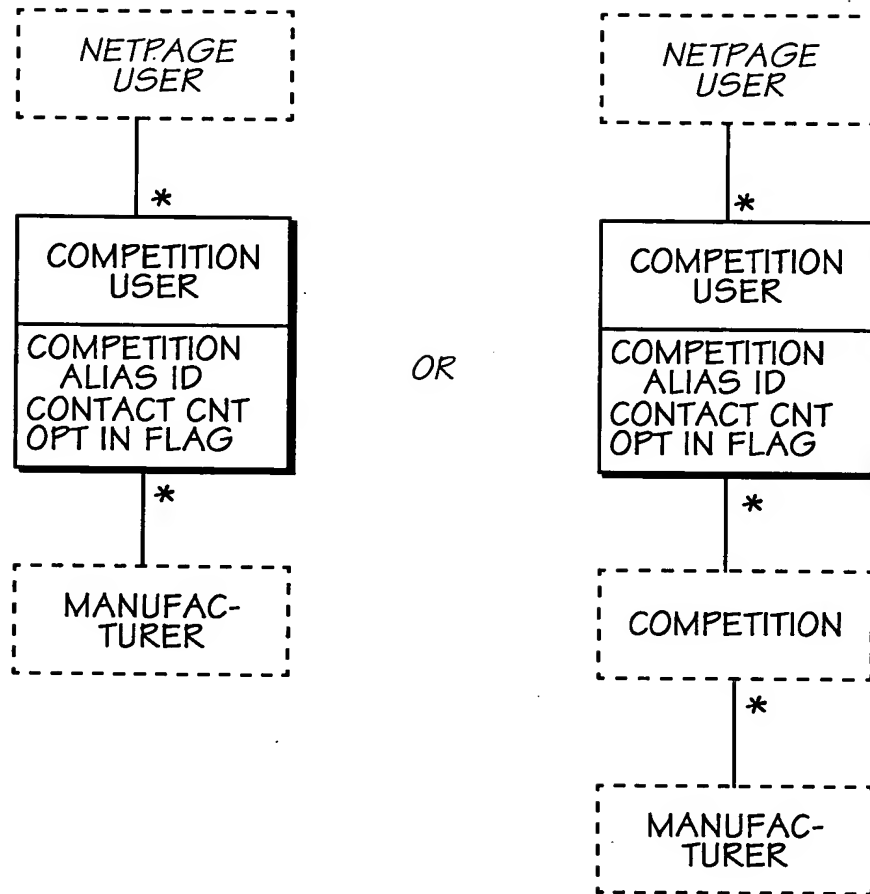 NETPAGE
USER
*
COMPETITION
USER
COMPETITION
ALIAS ID
CONTACT CNT
OPT IN FLAG
*
MANUFAC-
TURER
OR
NETPAGE
USER
*
COMPETITION
USER
COMPETITION
ALIAS ID
CONTACT CNT
OPT IN FLAG
*
COMPETITION
*
MANUFAC-
TURER